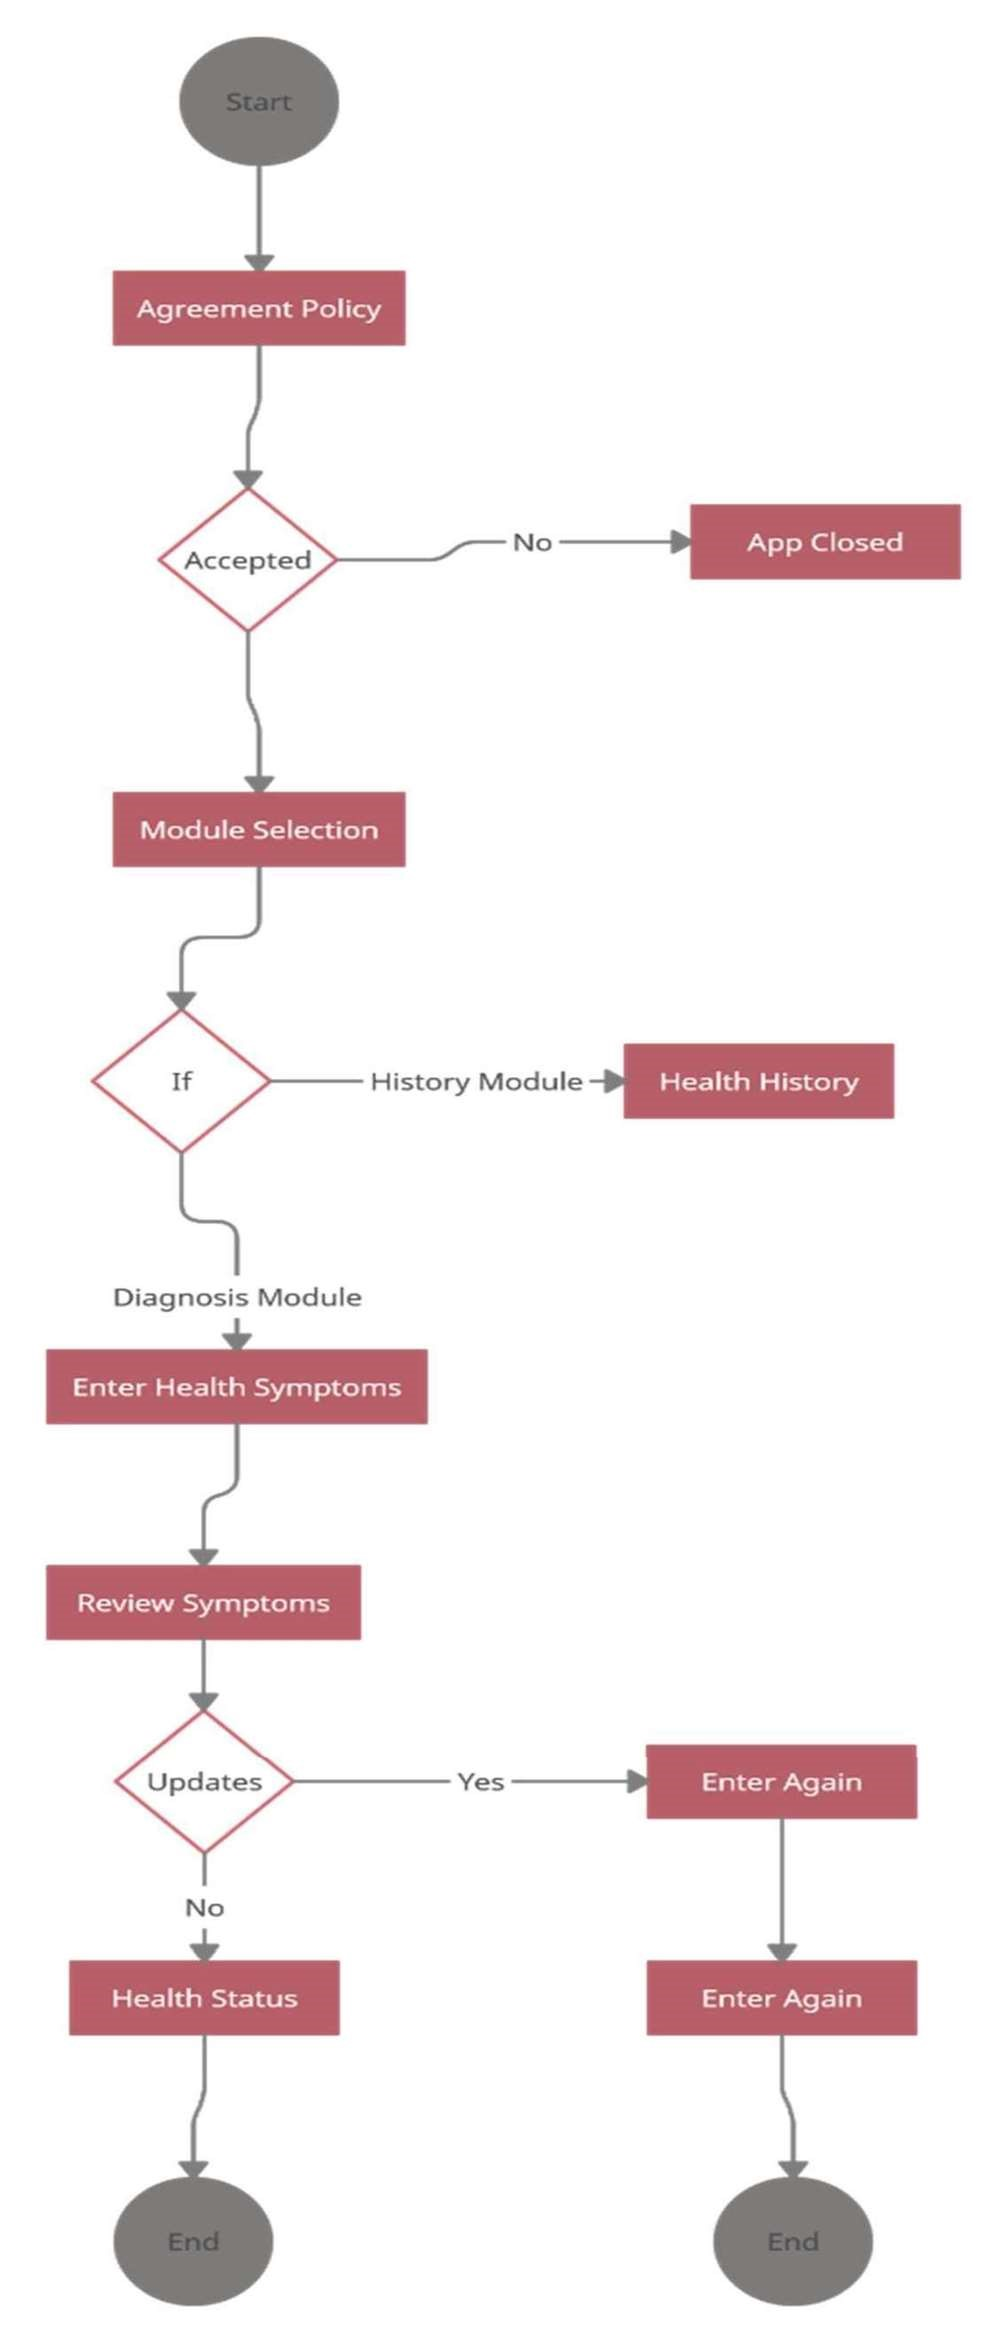 Start
Agreement Policy
Accepted
No
App Closed
Module Selection
If
History Module
Health History
Diagnosis Module
Enter Health Symptoms
Review Symptoms
Updates
Yes
Enter Again
No
Health Status
Enter Again
End
End